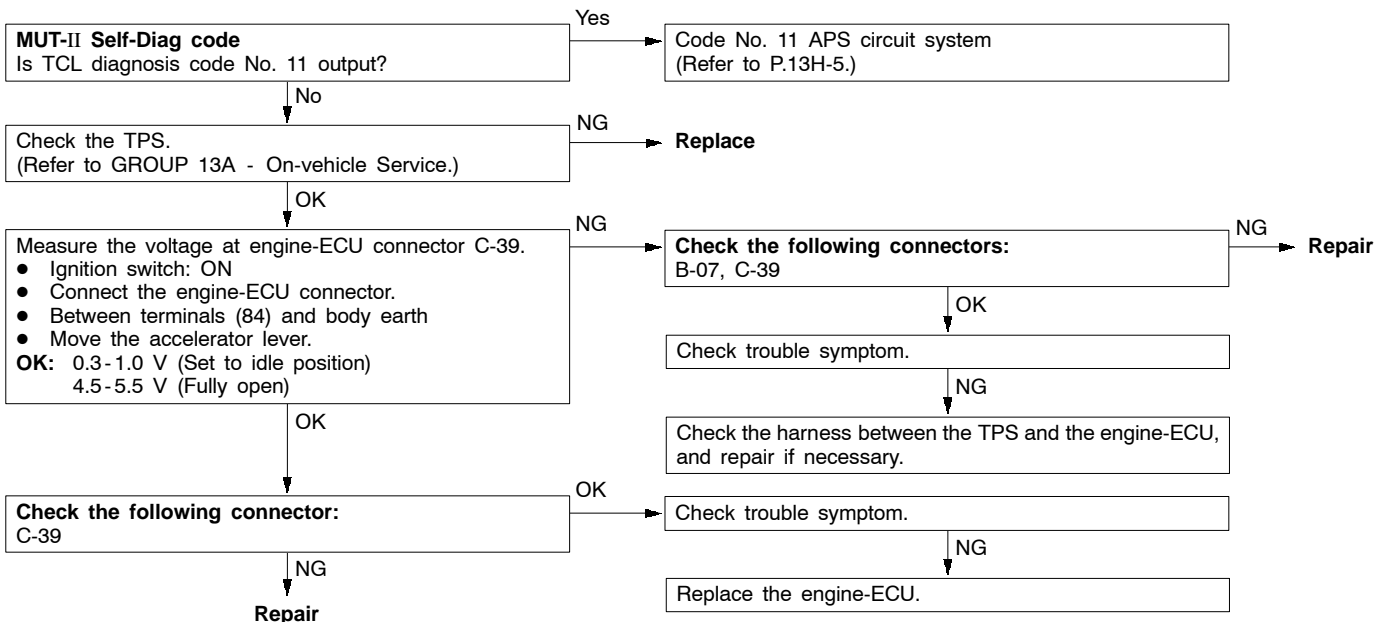 MUT-II Self-Diag code
Is TCL diagnosis code No. 11 output?
Yes
Code No. 11 APS circuit system
(Refer to P.13H-5.)
No
Check the TPS.
(Refer to GROUP 13A - On-vehicle Service.)
NG
Replace
OK
Measure the voltage at engine-ECU connector C-39.
● Ignition switch: ON
● Connect the engine-ECU connector.
● Between terminals (84) and body earth
● Move the accelerator lever.
OK: 0.3-1.0 V (Set to idle position)
4.5-5.5 V (Fully open)
NG
Check the following connectors:
B-07, C-39
NG
Repair
OK
Check trouble symptom.
NG
Check the harness between the TPS and the engine-ECU,
and repair if necessary.
OK
Check the following connector:
C-39
OK
Check trouble symptom.
NG
Replace the engine-ECU.
NG
Repair